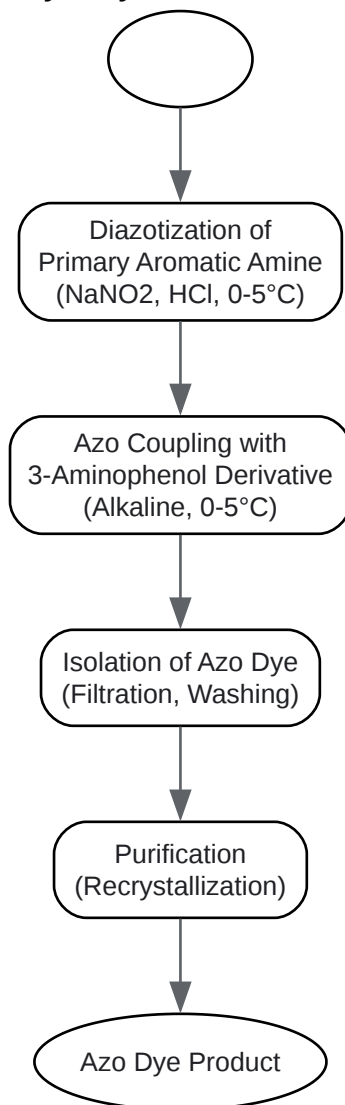 Diazotization of
Primary Aromatic Amine
(NaNO2, HCl, 0-5°C)
Azo Coupling with
3-Aminophenol Derivative
(Alkaline, 0-5°C)
Isolation of Azo Dye
(Filtration, Washing)
Purification
(Recrystallization)
Azo Dye Product